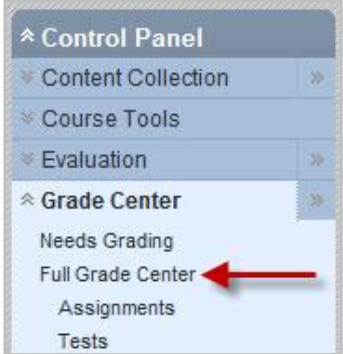 Control Panel
Content Collection
Course Tools
Evaluation
Grade Center
Needs Grading
Full Grade Center
Assignments
Tests